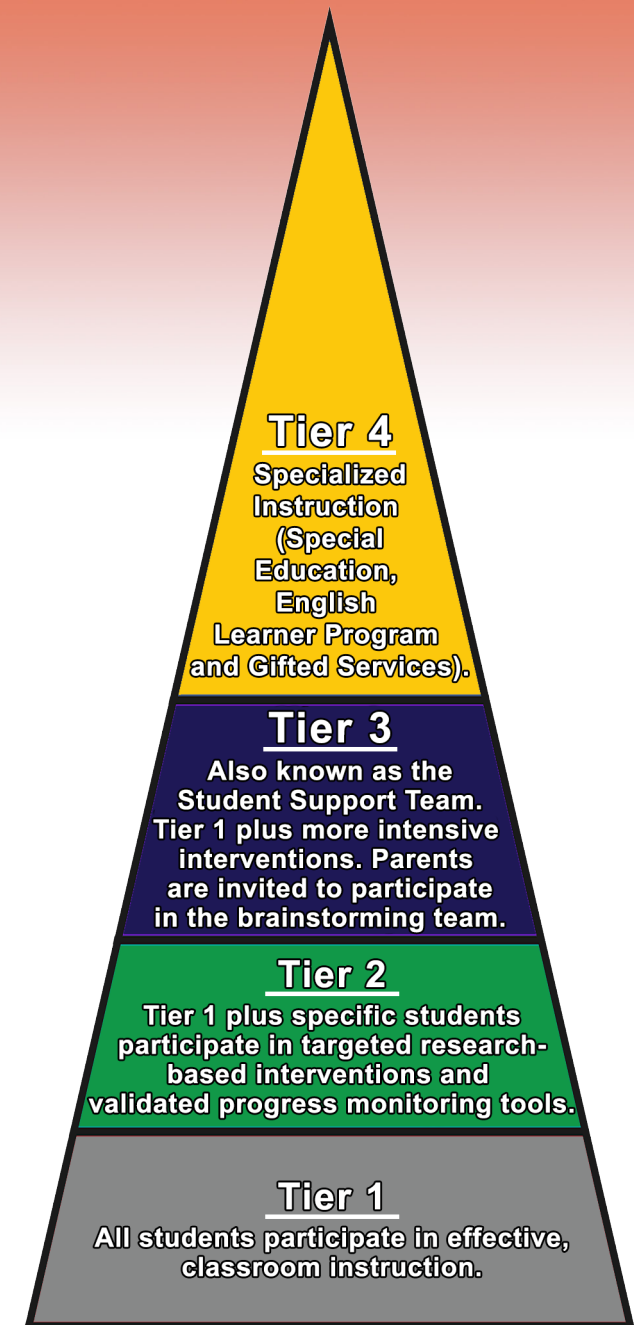 Tier 4
Specialized
Instruction
(Special
Education,
English
Learner Program
and Gifted Services).
Tier 3
Also known as the
Student Support Team.
Tier 1 plus more intensive
interventions. Parents
are invited to participate
in the brainstorming team.
Tier 2
Tier 1 plus specific students
participate in targeted research-
based interventions and
validated progress monitoring tools.
Tier 1
All students participate in effective,
classroom instruction.